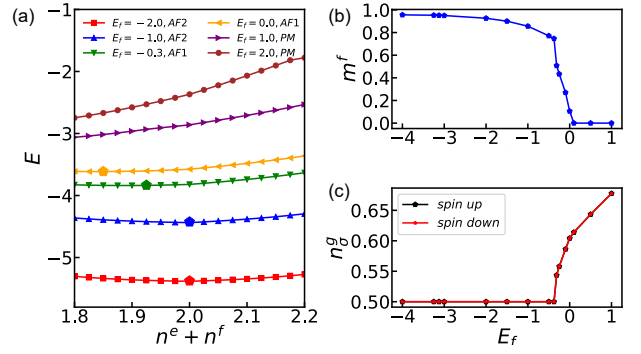 (a)
E_f = −2.0, AF2
E_f = −1.0, AF2
E_f = −0.3, AF1
E_f = 0.0, AF1
E_f = 1.0, PM
E_f = 2.0, PM
−1
−2
−3
−4
−5
E
1.8 1.9 2.0 2.1 2.2
n^e + n^f
(b)
1.0
0.8
0.6
0.4
0.2
0.0
m^f
−4 −3 −2 −1 0 1
(c)
spin up
spin down
0.65
0.60
0.55
0.50
n^g_σ
−4 −3 −2 −1 0 1
E_f